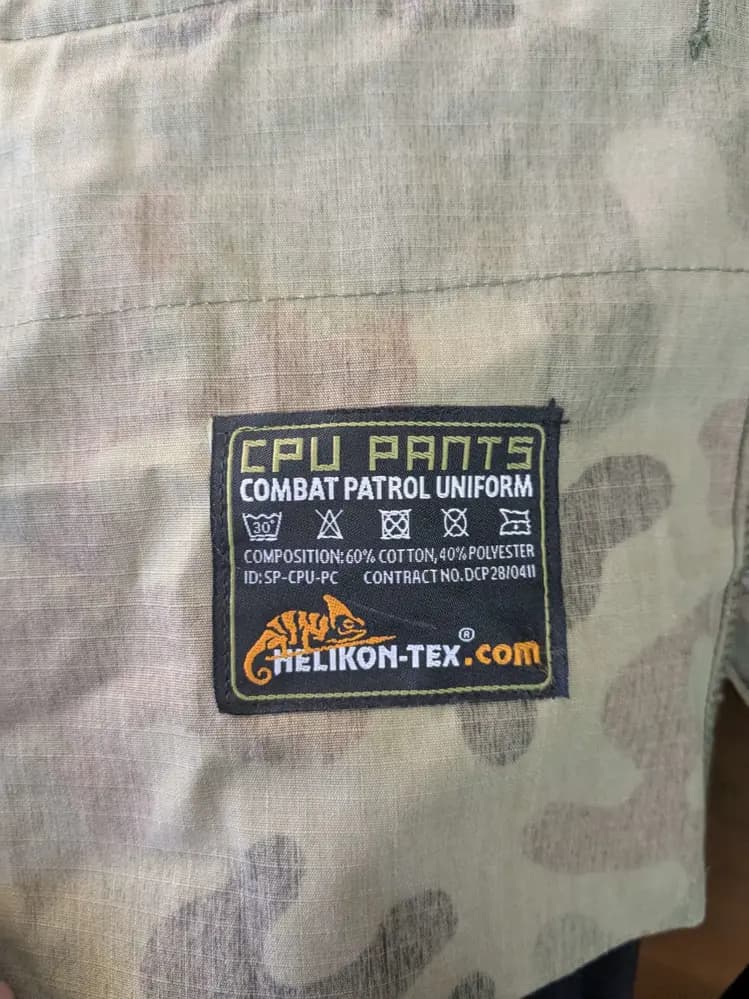 CPU PANTS
COMBAT PATROL UNIFORM
30°
COMPOSITION: 60% COTTON, 40% POLYESTER
ID: SP-CPU-PC CONTRACT NO. DCP28/0411
HELIKON-TEX®.com